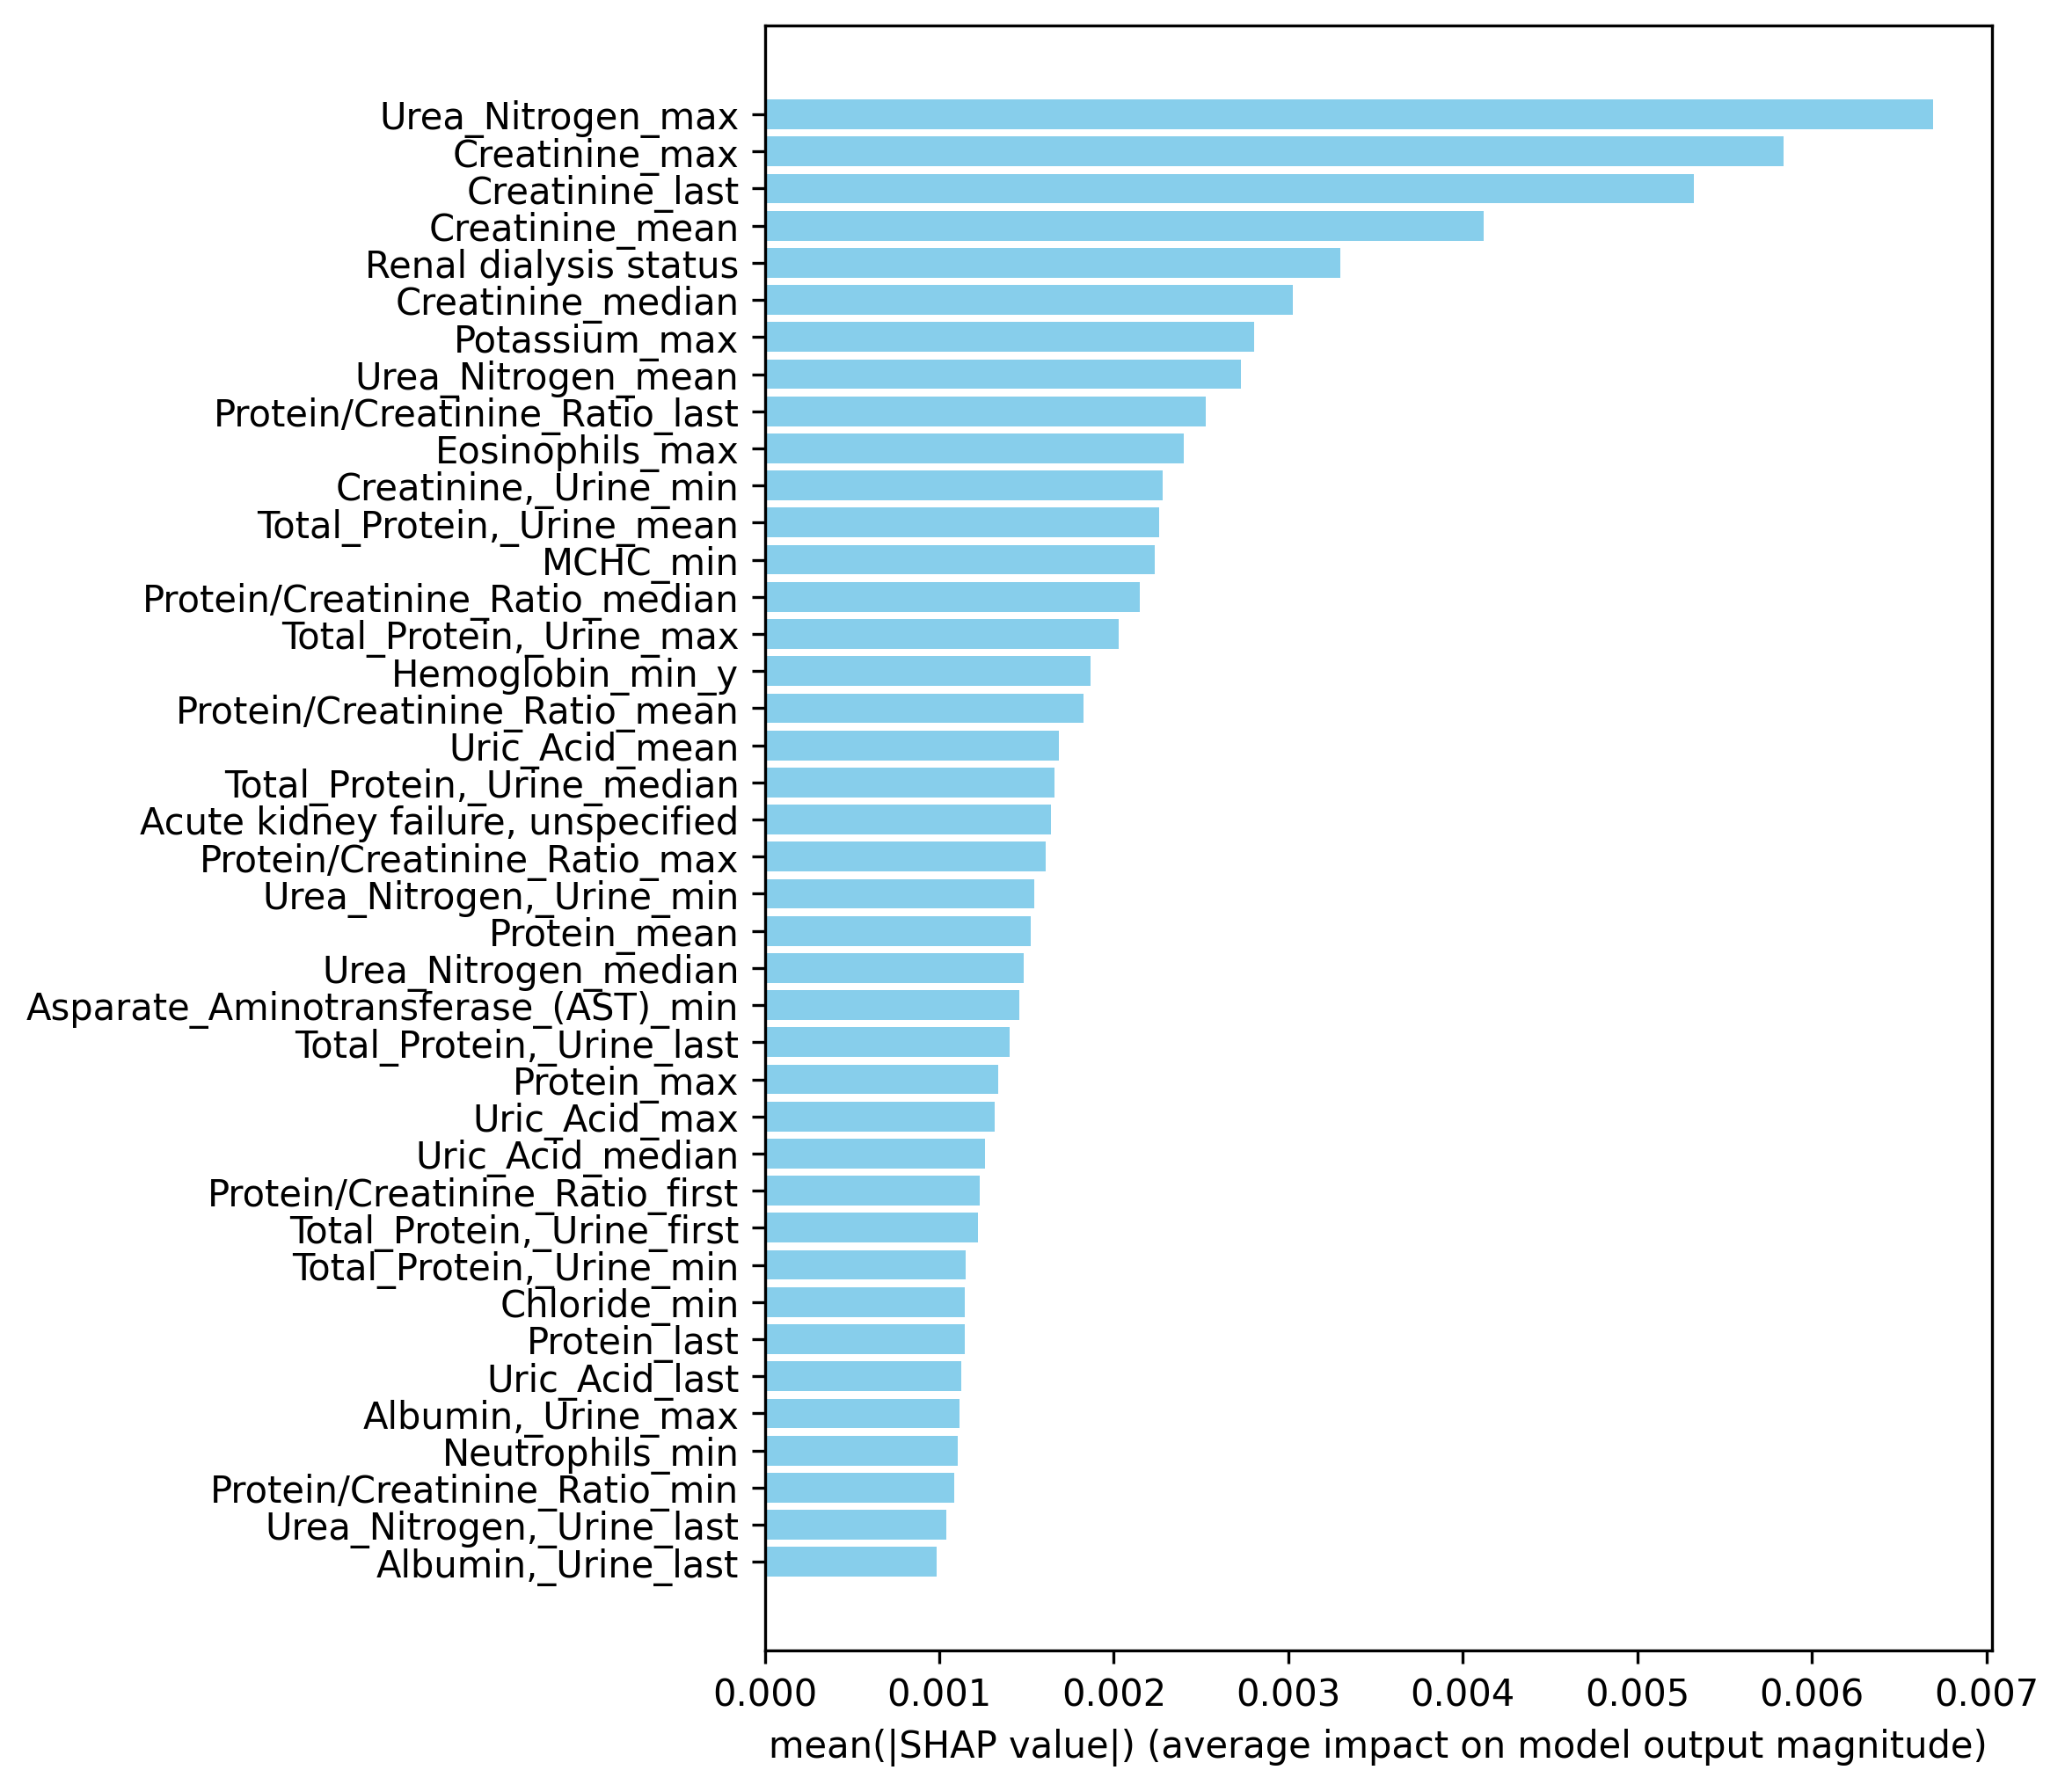 Urea_Nitrogen_max
Creatinine_max
Creatinine_last
Creatinine_mean
Renal dialysis status
Creatinine_median
Potassium_max
Urea_Nitrogen_mean
Protein/Creatinine_Ratio_last
Eosinophils_max
Creatinine,_Urine_min
Total_Protein,_Urine_mean
MCHC_min
Protein/Creatinine_Ratio_median
Total_Protein,_Urine_max
Hemoglobin_min_y
Protein/Creatinine_Ratio_mean
Uric_Acid_mean
Total_Protein,_Urine_median
Acute kidney failure, unspecified
Protein/Creatinine_Ratio_max
Urea_Nitrogen,_Urine_min
Protein_mean
Urea_Nitrogen_median
Asparate_Aminotransferase_(AST)_min
Total_Protein,_Urine_last
Protein_max
Uric_Acid_max
Uric_Acid_median
Protein/Creatinine_Ratio_first
Total_Protein,_Urine_first
Total_Protein,_Urine_min
Chloride_min
Protein_last
Uric_Acid_last
Albumin,_Urine_max
Neutrophils_min
Protein/Creatinine_Ratio_min
Urea_Nitrogen,_Urine_last
Albumin,_Urine_last
0.000 0.001 0.002 0.003 0.004 0.005 0.006 0.007
mean(|SHAP value|) (average impact on model output magnitude)